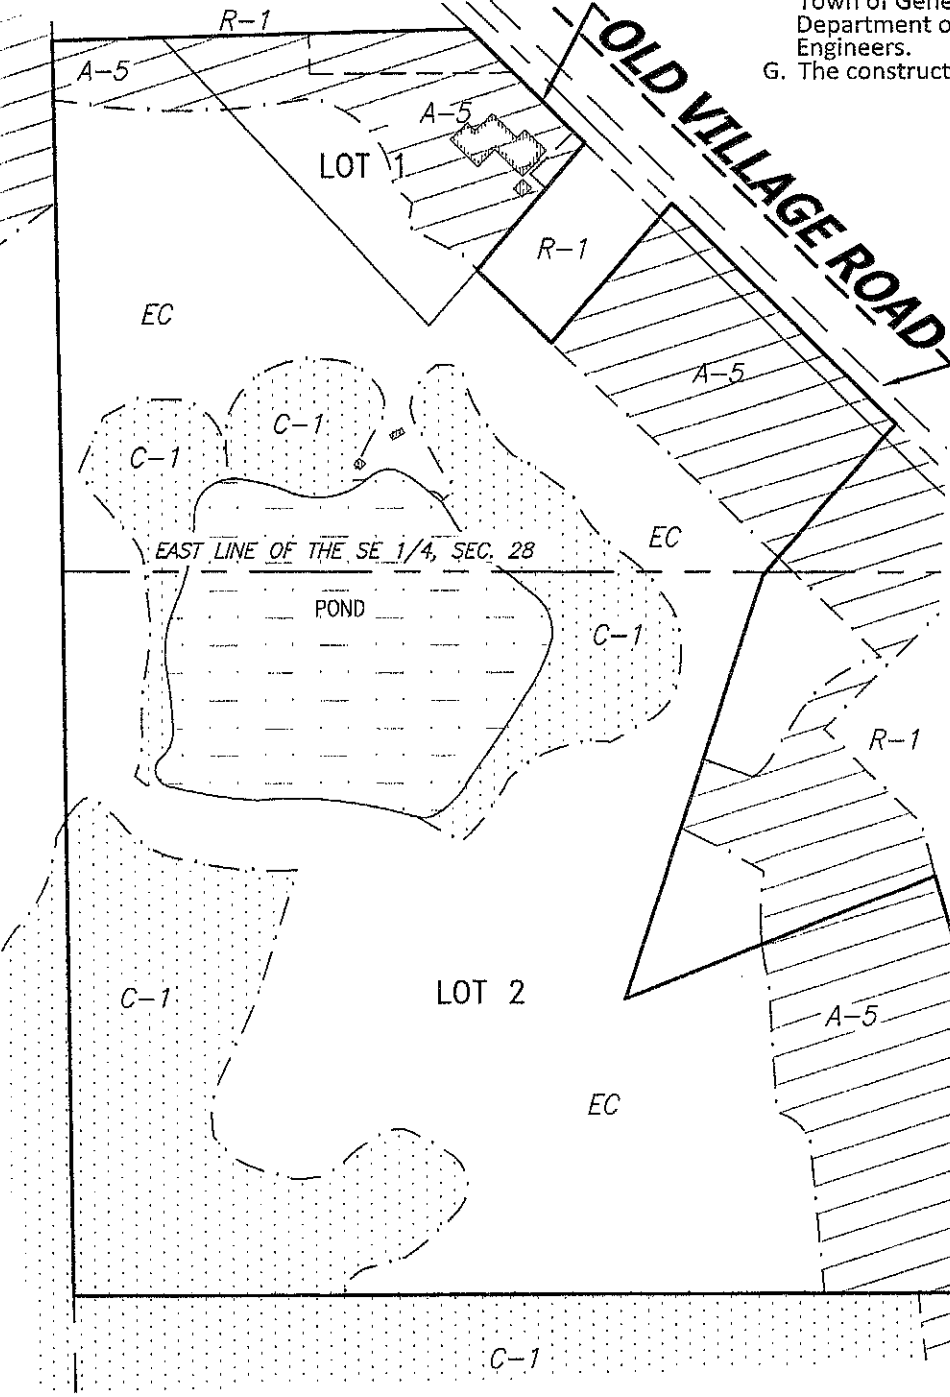 Town of Gene
Department o
Engineers.
G. The construct
R-1
OLD VILLAGE ROAD
A-5
A-5
LOT 1
R-1
EC
A-5
C-1
C-1
EC
EAST LINE OF THE SE 1/4, SEC. 28
POND
C-1
R-1
C-1
LOT 2
A-5
EC
C-1